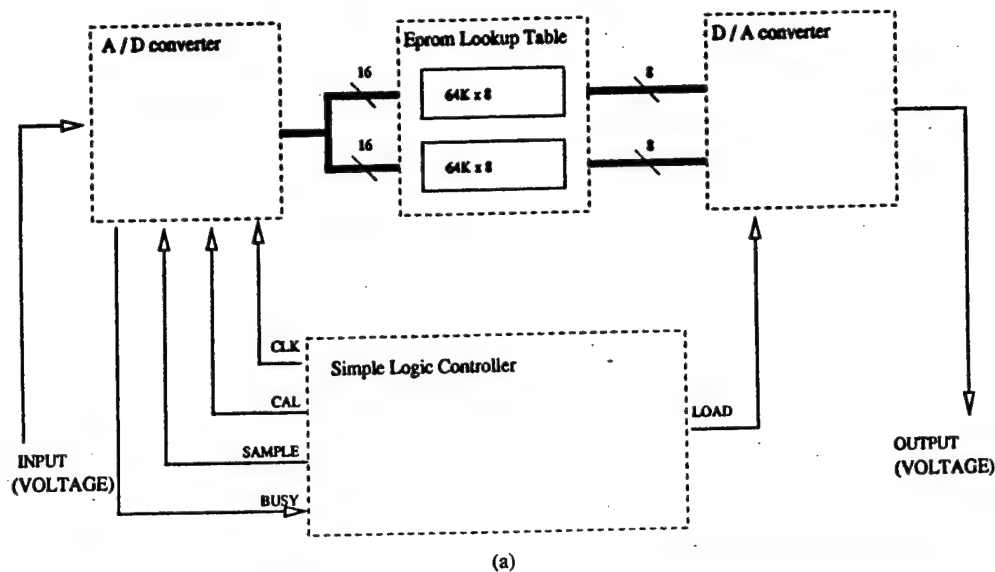 A / D converter
Eprom Lookup Table
D / A converter
16
64K x 8
8
16
64K x 8
8
CLK
Simple Logic Controller
CAL
LOAD
SAMPLE
BUSY
INPUT
(VOLTAGE)
OUTPUT
(VOLTAGE)
(a)